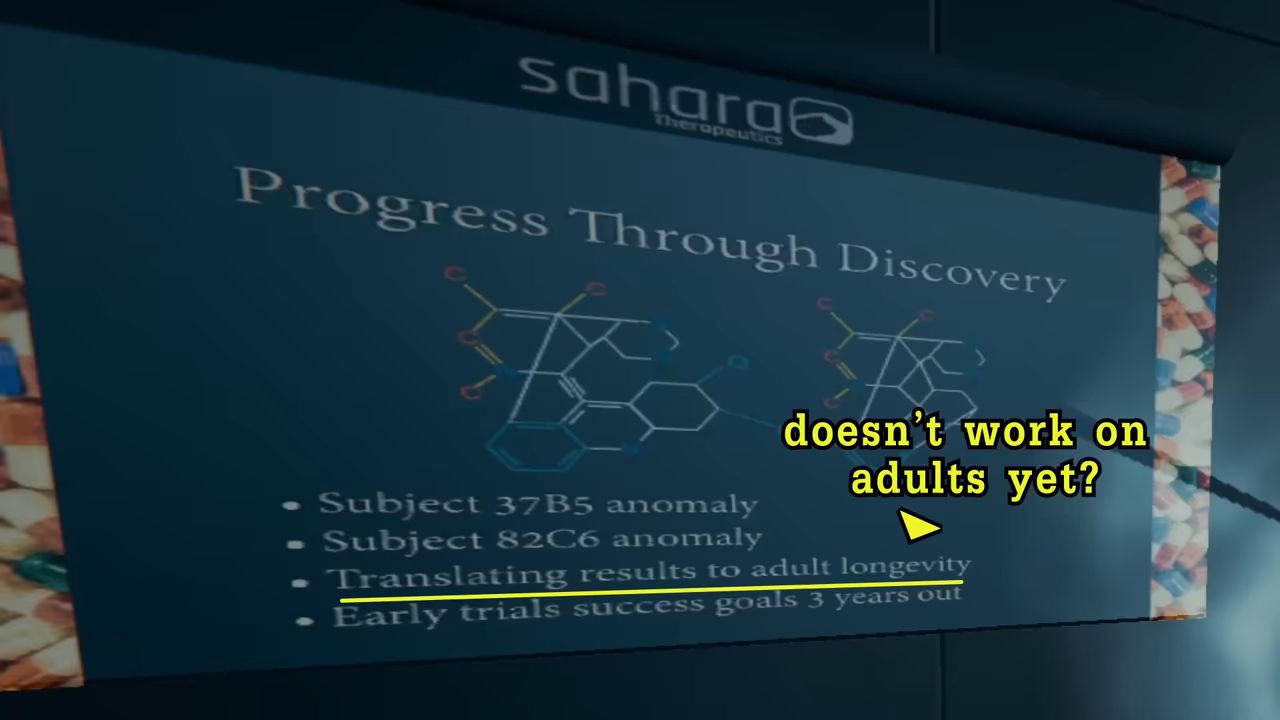 sahara
Therapeutics
Progress Through Discovery
C
C
C
C
C
C
C
C
doesn't work on
adults yet?
• Subject 37B5 anomaly
• Subject 82C6 anomaly
• Translating results to adult longevity
• Early trials success goals 3 years out